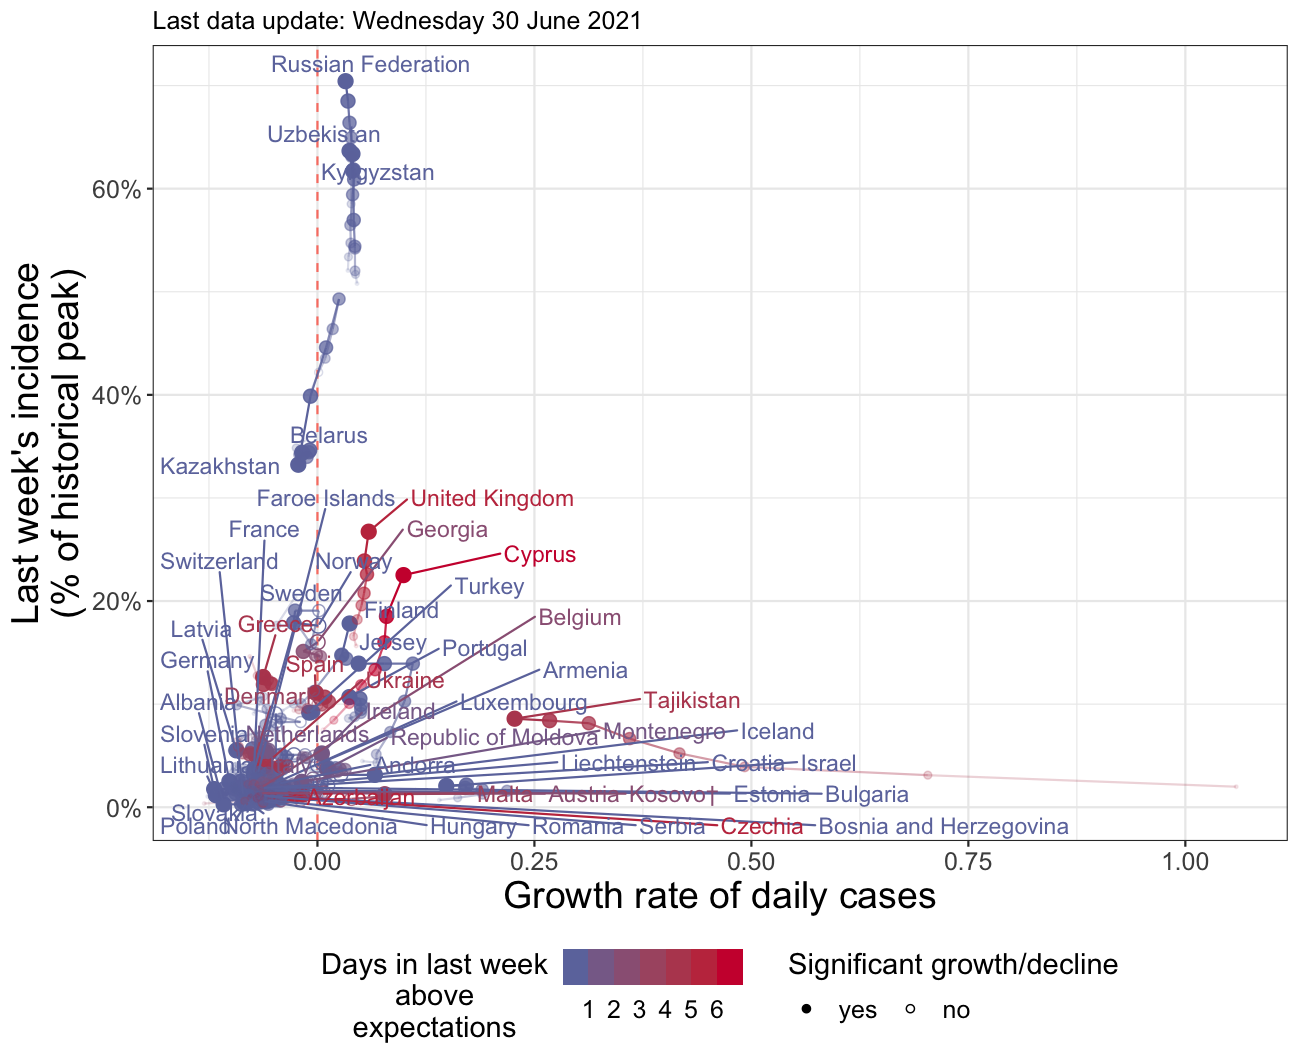 Last data update: Wednesday 30 June 2021
Last week's incidence
(% of historical peak)
60%
40%
20%
0%
Russian Federation
Uzbekistan
Kyrgyzstan
Belarus
Kazakhstan
Faroe Islands
United Kingdom
France
Georgia
Switzerland
Norway
Cyprus
Sweden
Turkey
Finland
Latvia
Greece
Belgium
Germany
Spain
Jersey
Portugal
Ukraine
Armenia
Albania
Denmark
Ireland
Luxembourg
Tajikistan
Slovenia
Netherlands
Republic of Moldova
Montenegro
Iceland
Lithuania
Andorra
Liechtenstein
Croatia
Israel
Azerbaijan
Malta
Austria
Kosovo†
Estonia
Bulgaria
Slovakia
Poland
North Macedonia
Hungary
Romania
Serbia
Czechia
Bosnia and Herzegovina
0.00
0.25
0.50
0.75
1.00
Growth rate of daily cases
Days in last week
above
expectations
1 2 3 4 5 6
Significant growth/decline
yes
no